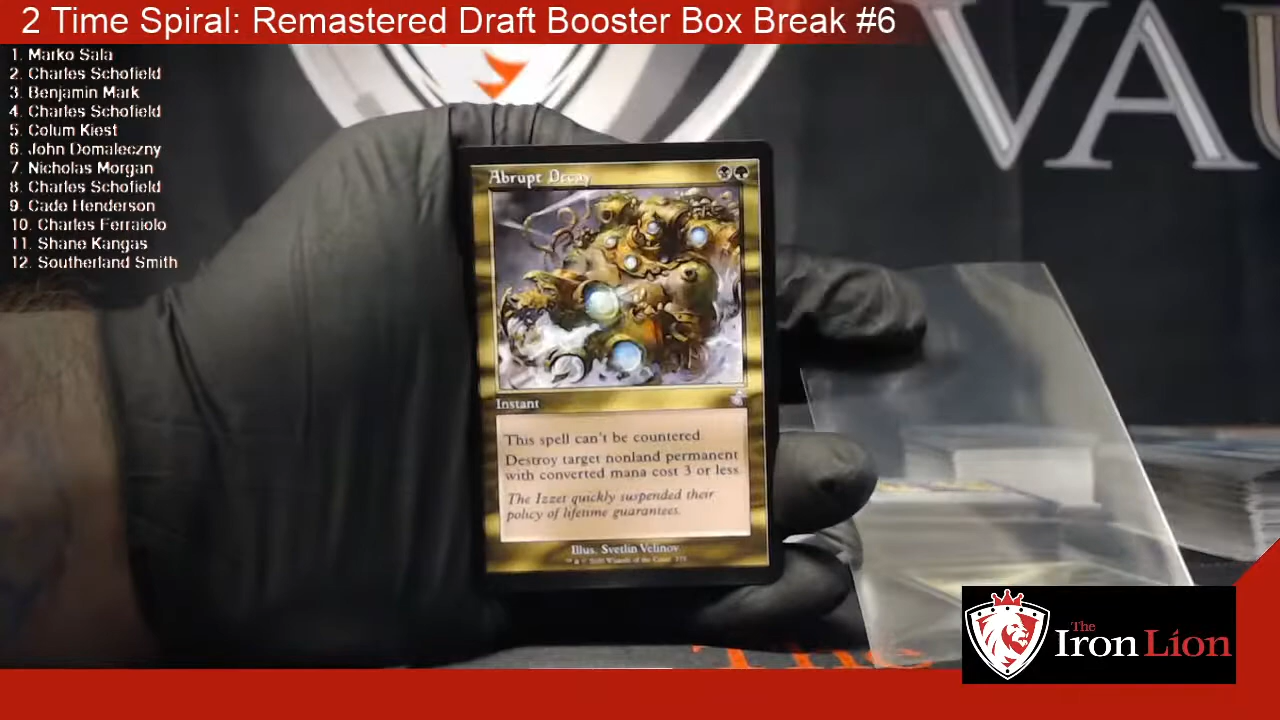 2 Time Spiral: Remastered Draft Booster Box Break #6
1. Marko Sala
2. Charles Schofield
3. Benjamin Mark
4. Charles Schofield
5. Colum Kiest
6. John Domaleczny
7. Nicholas Morgan
8. Charles Schofield
9. Cade Henderson
10. Charles Ferraiolo
11. Shane Kangas
12. Southerland Smith
VAU
Abrupt Decay
Instant
This spell can't be countered.
Destroy target nonland permanent
with converted mana cost 3 or less.
The Izzet quickly suspended their
policy of lifetime guarantees.
Illus. Svetlin Velinov
The
Iron Lion